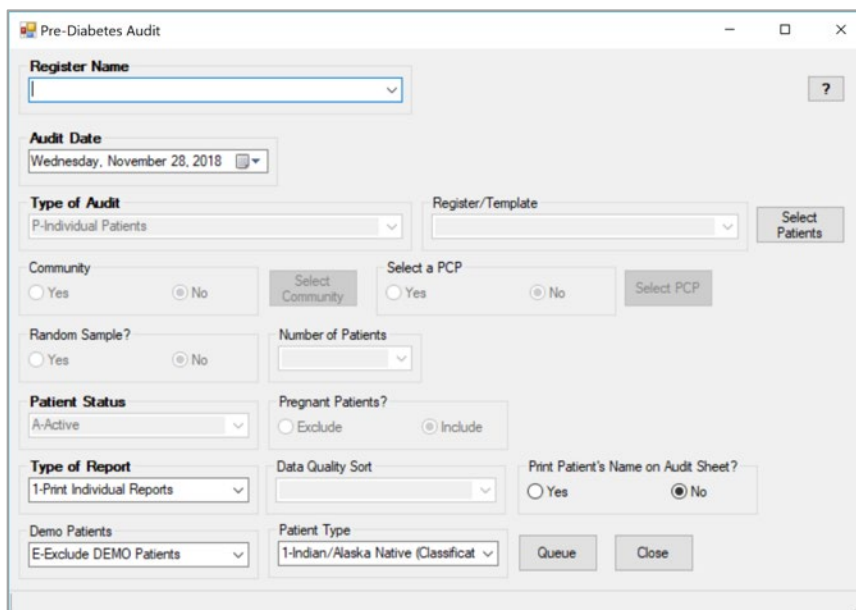 Pre-Diabetes Audit
Register Name
?
Audit Date
Wednesday, November 28, 2018
Type of Audit
P-Individual Patients
Register/Template
Select
Patients
Community
Yes
No
Select
Community
Select a PCP
Yes
No
Select PCP
Random Sample?
Yes
No
Number of Patients
Patient Status
A-Active
Pregnant Patients?
Exclude
Include
Type of Report
1-Print Individual Reports
Data Quality Sort
Print Patient's Name on Audit Sheet?
Yes
No
Demo Patients
E-Exclude DEMO Patients
Patient Type
1-Indian/Alaska Native (Classificat
Queue
Close